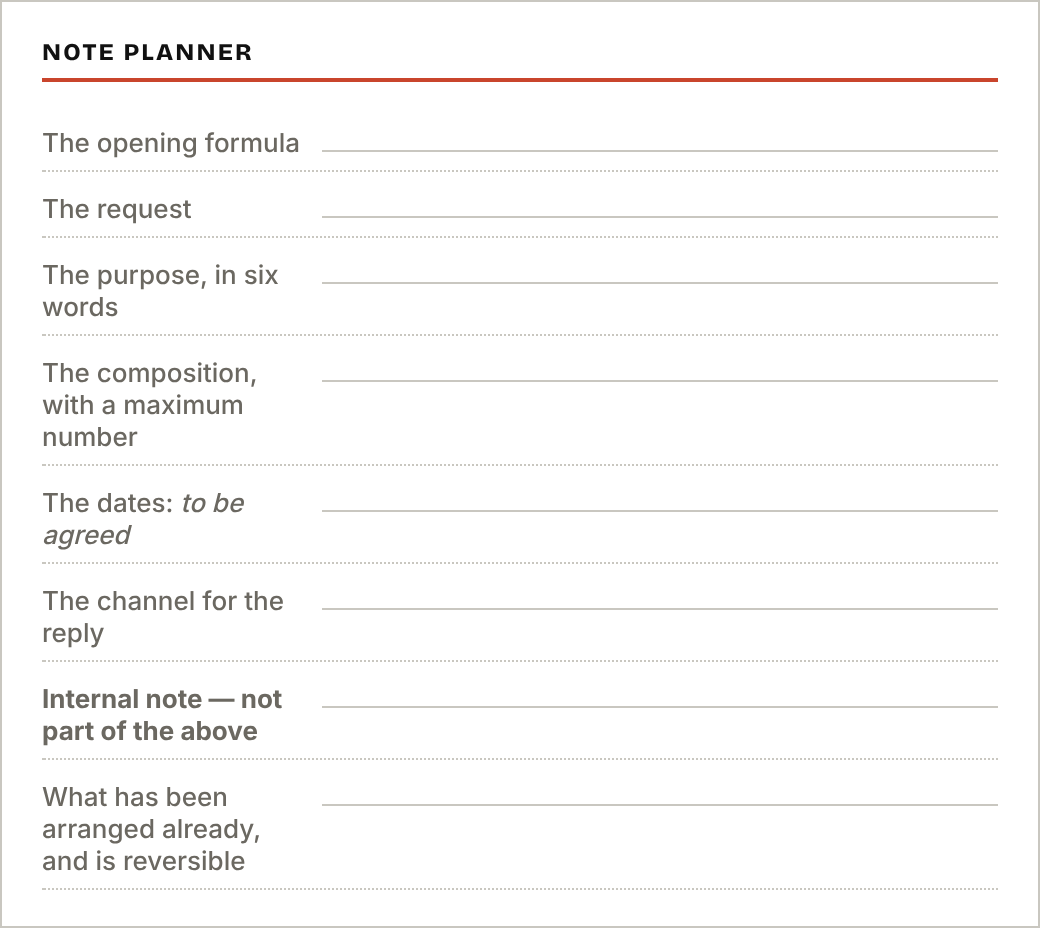 NOTE PLANNER
The opening formula
The request
The purpose, in six
words
The composition,
with a maximum
number
The dates: to be
agreed
The channel for the
reply
Internal note — not
part of the above
What has been
arranged already,
and is reversible